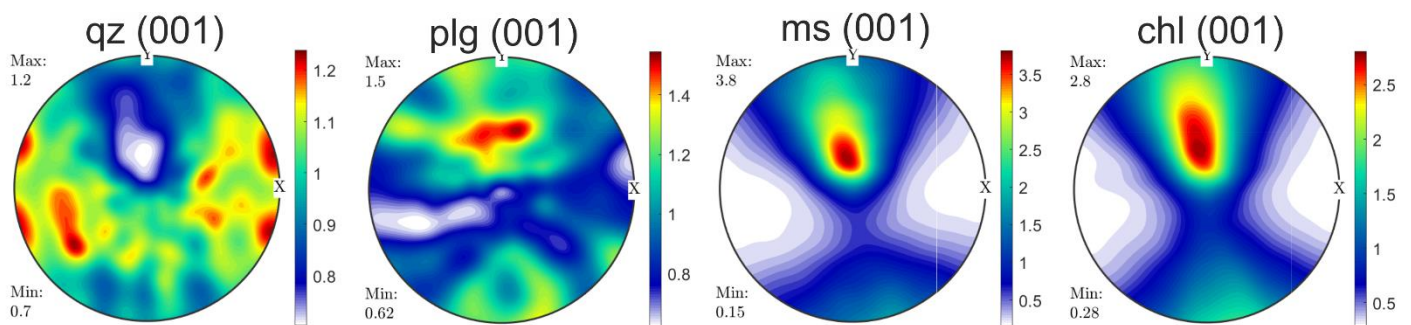 qz (001)
Max:
1.2
Y
X
Min:
0.7
1.2
1.1
1
0.9
0.8
plg (001)
Max:
1.5
Y
X
Min:
0.62
1.4
1.2
1
0.8
ms (001)
Max:
3.8
Y
X
Min:
0.15
3.5
3
2.5
2
1.5
1
0.5
chl (001)
Max:
2.8
Y
X
Min:
0.28
2.5
2
1.5
1
0.5